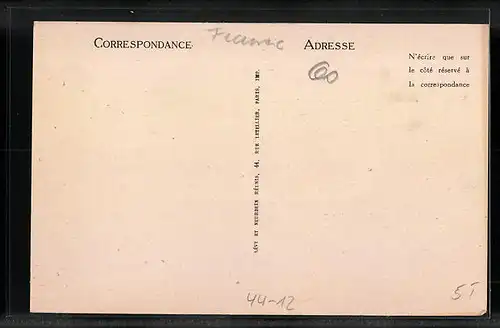 CORRESPONDANCE
France
ADRESSE
60
N'écrire que sur
le côté réservé à
la correspondance
LÉVY ET NEURDEIN RÉUNIS, 44, RUE LETELLIER, PARIS, IMP.
44-12